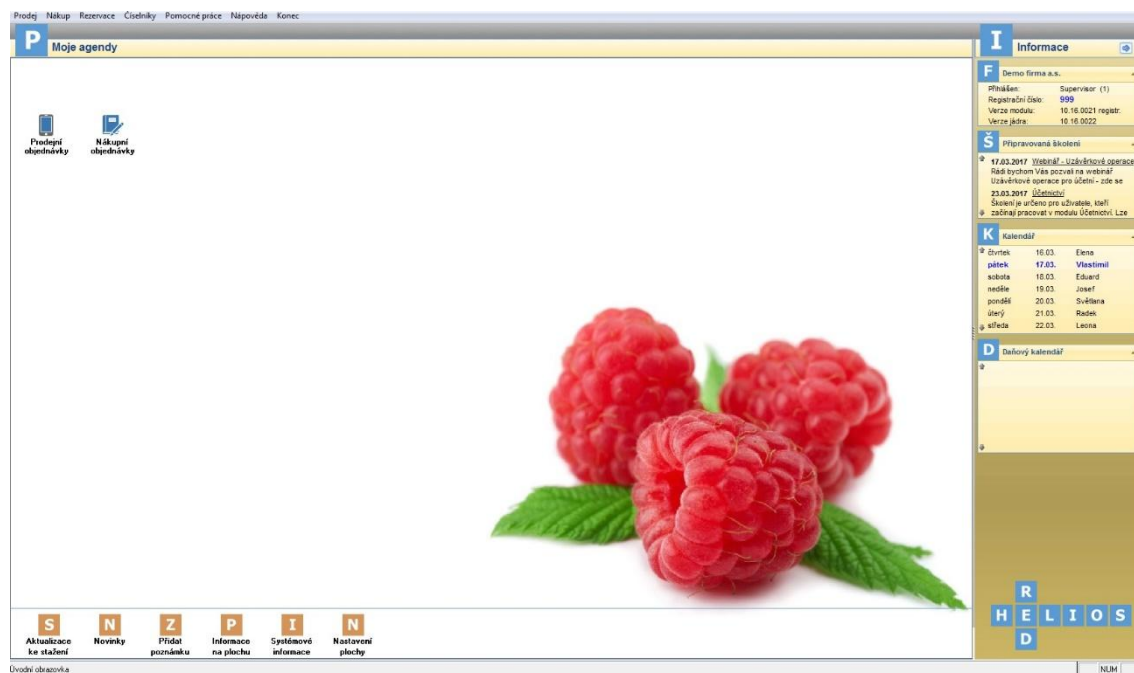 Prodej Nákup Rezervace Číselníky Pomocné práce Nápověda Konec
P Moje agendy
Prodejní
objednávky
Nákupní
objednávky
S
Aktualizace
ke stažení
N
Novinky
Z
Přidat
poznámku
P
Informace
na plochu
I
Systémové
informace
N
Nastavení
plochy
Úvodní obrazovka
I Informace
F Demo firma a.s.
Přihlášen: Supervisor (1)
Registrační číslo: 999
Verze modulu: 10.16.0021 registr.
Verze jádra: 10.16.0022
Š Připravovaná školení
17.03.2017 Webinář - Uzávěrkové operace
Rádi bychom Vás pozvali na webinář
Uzávěrkové operace pro účetní - zde se
23.03.2017 Účetnictví
Školení je určeno pro uživatele, kteří
začínají pracovat v modulu Účetnictví. Lze
K Kalendář
čtvrtek 16.03. Elena
pátek 17.03. Vlastimil
sobota 18.03. Eduard
neděle 19.03. Josef
pondělí 20.03. Světlana
úterý 21.03. Radek
středa 22.03. Leona
D Daňový kalendář
R
HELIOS
D
NUM